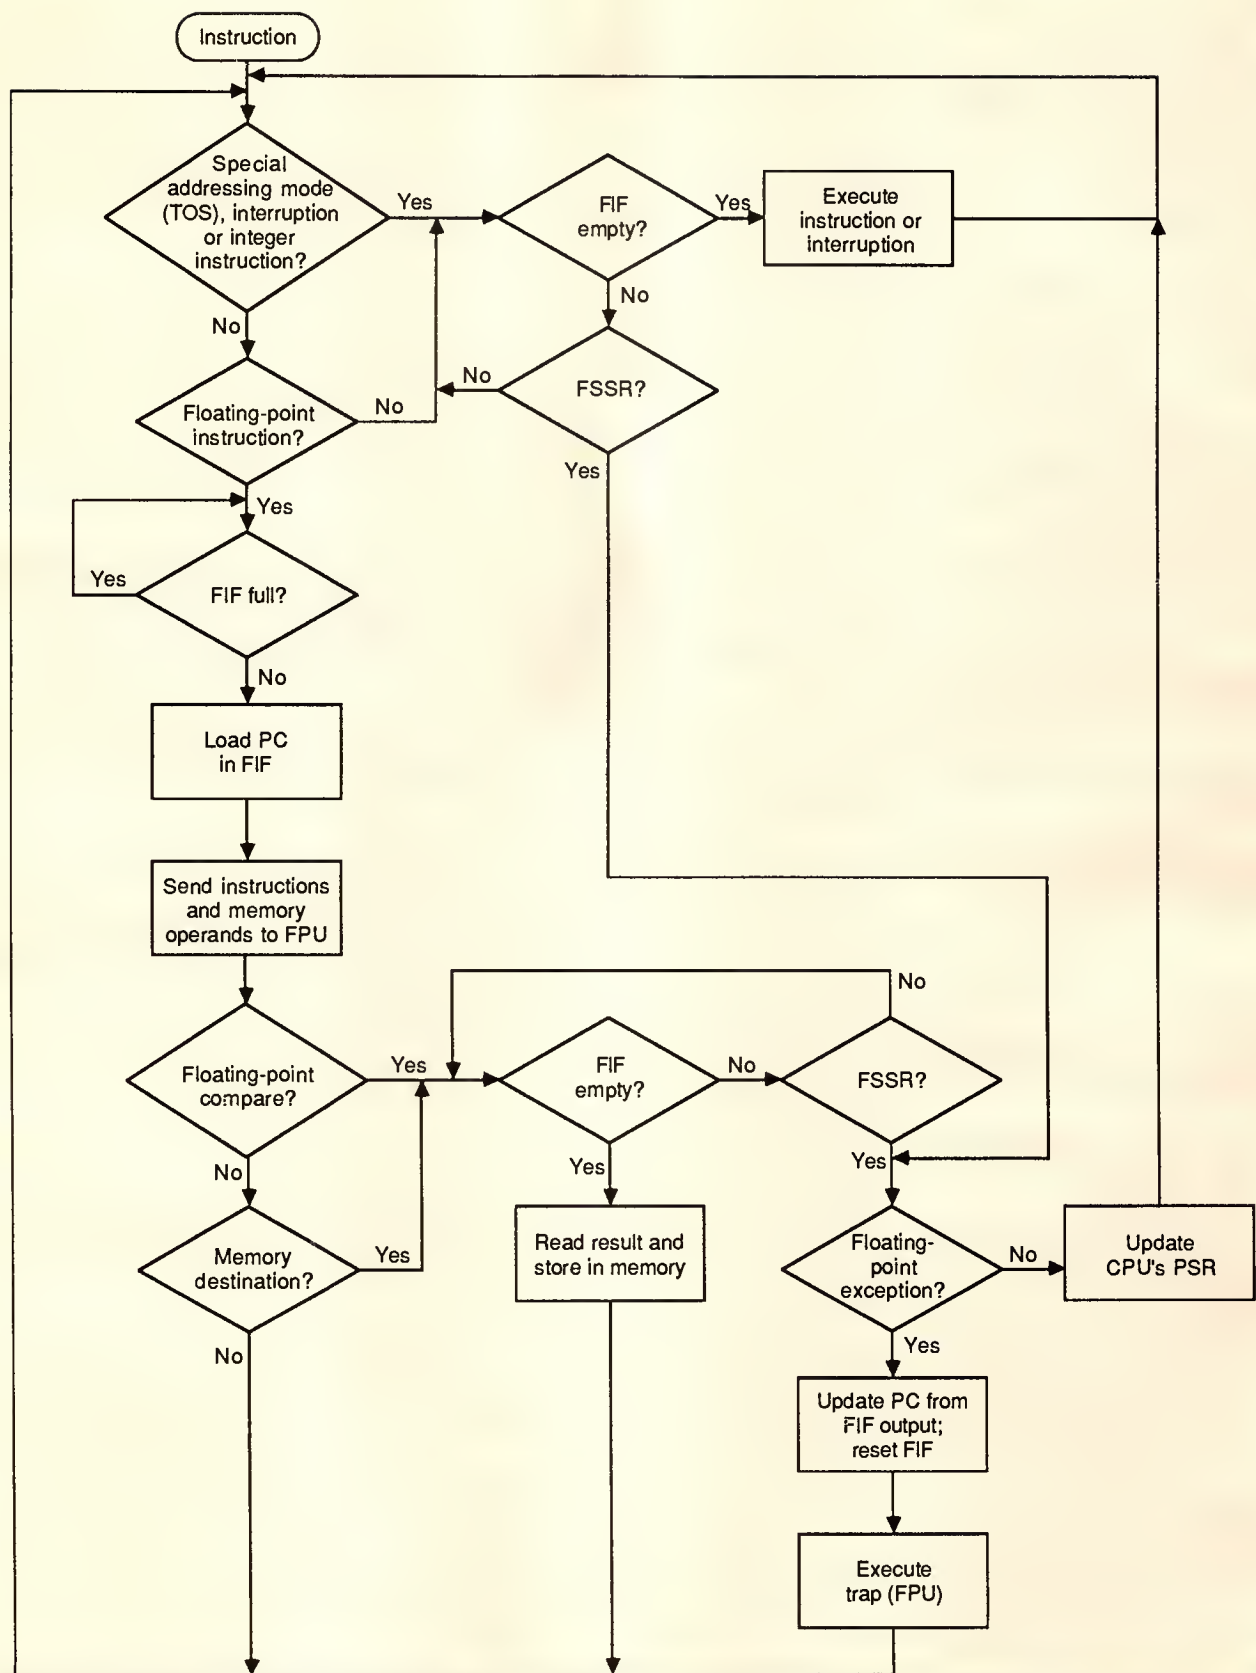 Instruction
Special
addressing mode
(TOS), interruption
or integer
instruction?
Yes
FIF
empty?
Yes
Execute
instruction or
interruption
No
No
Floating-point
instruction?
No
No
FSSR?
Yes
Yes
Yes
FIF full?
No
Load PC
in FIF
Send instructions
and memory
operands to FPU
No
Floating-point
compare?
Yes
FIF
empty?
No
FSSR?
No
Yes
Yes
Memory
destination?
Yes
Read result and
store in memory
Floating-
point
exception?
No
Update
CPU's PSR
No
Yes
Update PC from
FIF output;
reset FIF
Execute
trap (FPU)